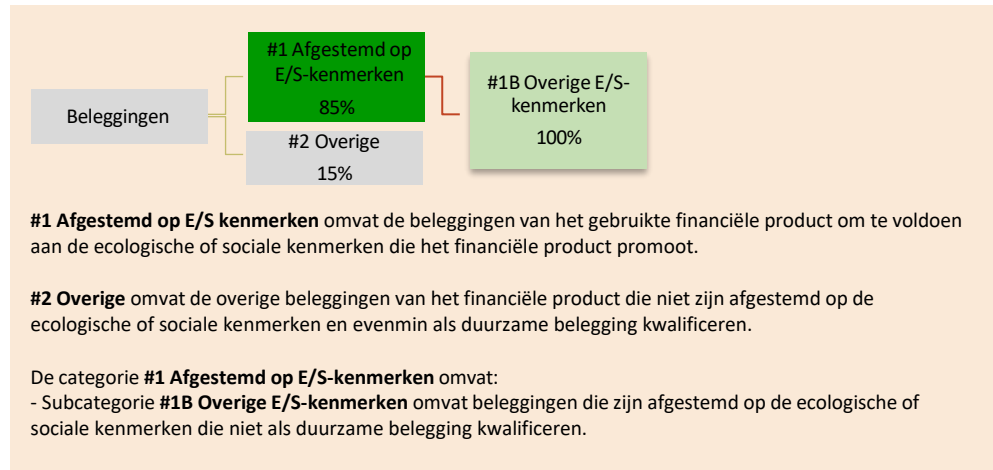 #1 Afgestemd op
E/S-kenmerken
85%
#1B Overige E/S-
kenmerken
100%
Beleggingen
#2 Overige
15%
#1 Afgestemd op E/S kenmerken omvat de beleggingen van het gebruikte financiële product om te voldoen
aan de ecologische of sociale kenmerken die het financiële product promoot.
#2 Overige omvat de overige beleggingen van het financiële product die niet zijn afgestemd op de
ecologische of sociale kenmerken en evenmin als duurzame belegging kwalificeren.
De categorie #1 Afgestemd op E/S-kenmerken omvat:
- Subcategorie #1B Overige E/S-kenmerken omvat beleggingen die zijn afgestemd op de ecologische of
sociale kenmerken die niet als duurzame belegging kwalificeren.